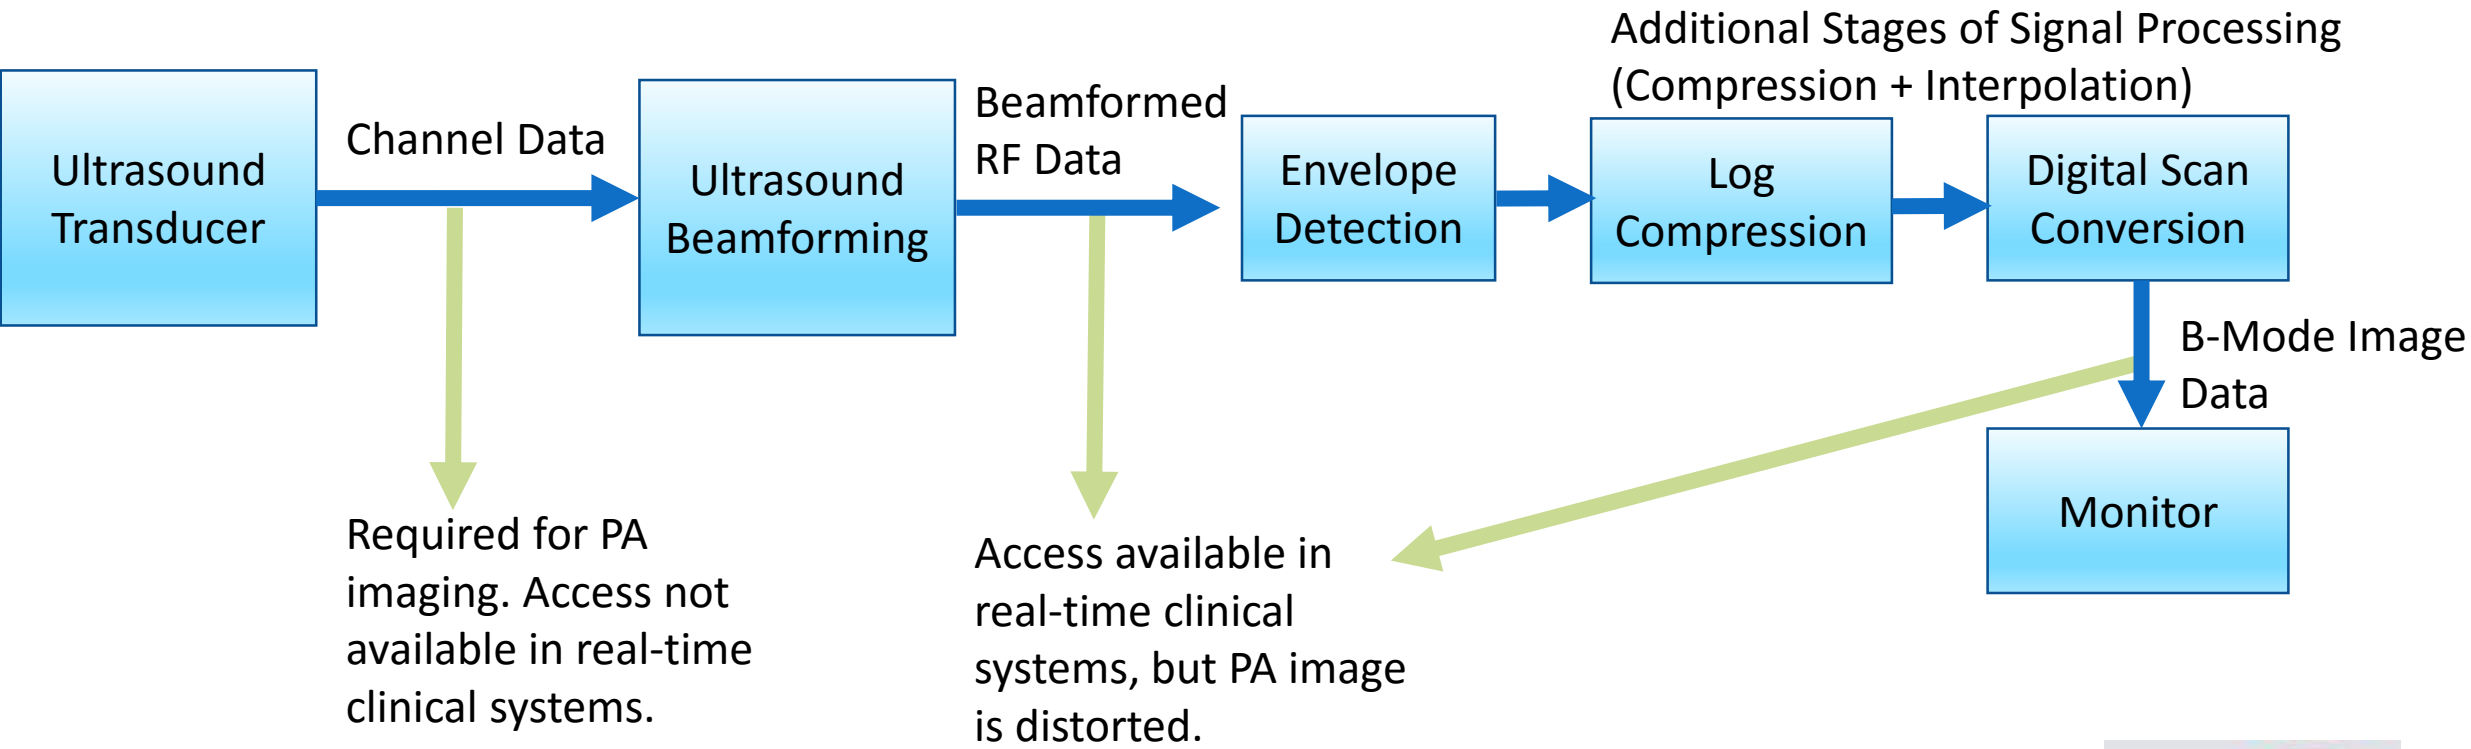 Additional Stages of Signal Processing
(Compression + Interpolation)
Ultrasound
Transducer
Channel Data
Ultrasound
Beamforming
Beamformed
RF Data
Envelope
Detection
Log
Compression
Digital Scan
Conversion
B-Mode Image
Data
Monitor
Required for PA
imaging. Access not
available in real-time
clinical systems.
Access available in
real-time clinical
systems, but PA image
is distorted.